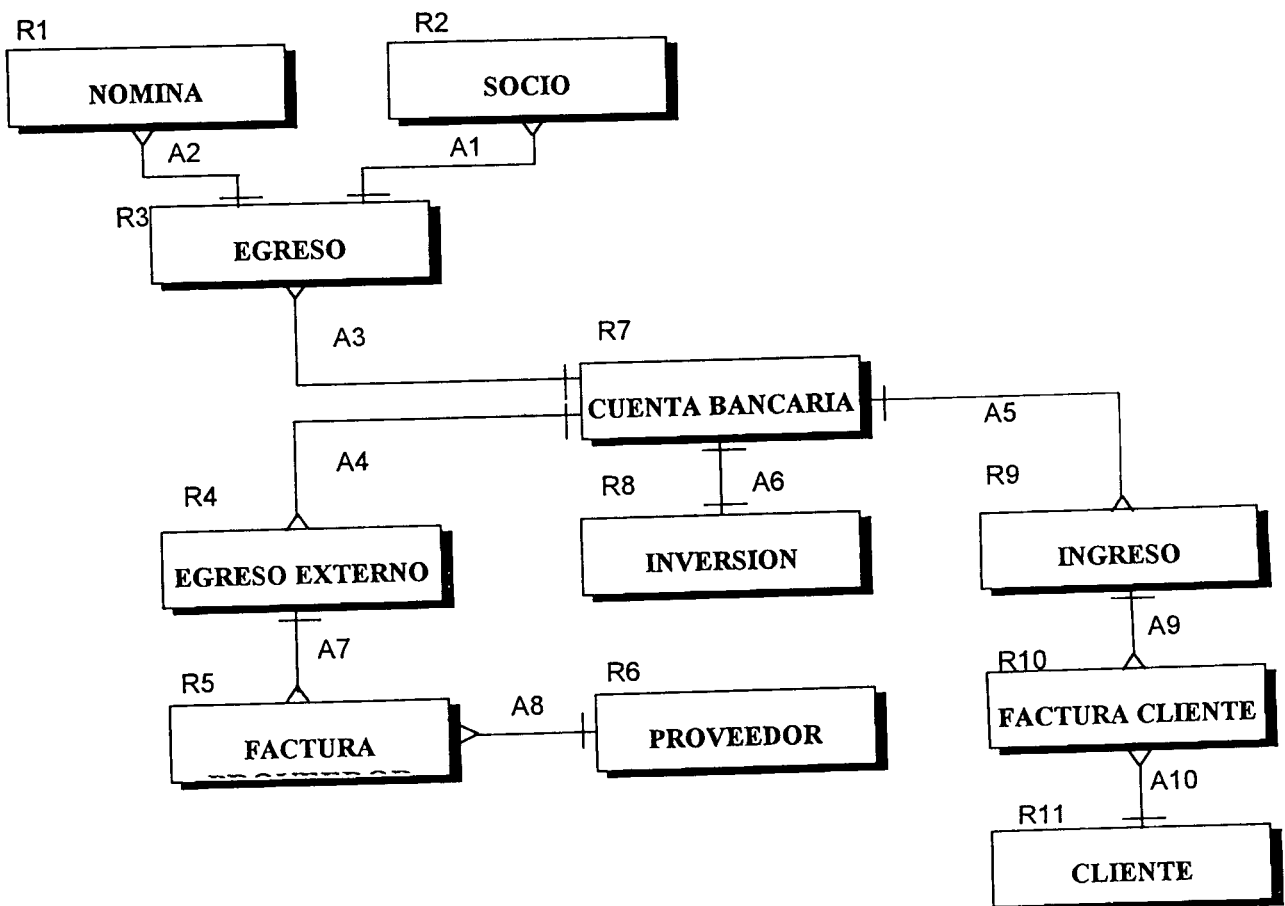 R1
R2
NOMINA
SOCIO
A2
A1
R3
EGRESO
A3
R7
CUENTA BANCARIA
A5
A4
R4
R8
A6
R9
EGRESO EXTERNO
INVERSION
INGRESO
A7
A9
R5
R6
R10
FACTURA
A8
PROVEEDOR
FACTURA CLIENTE
A10
R11
CLIENTE